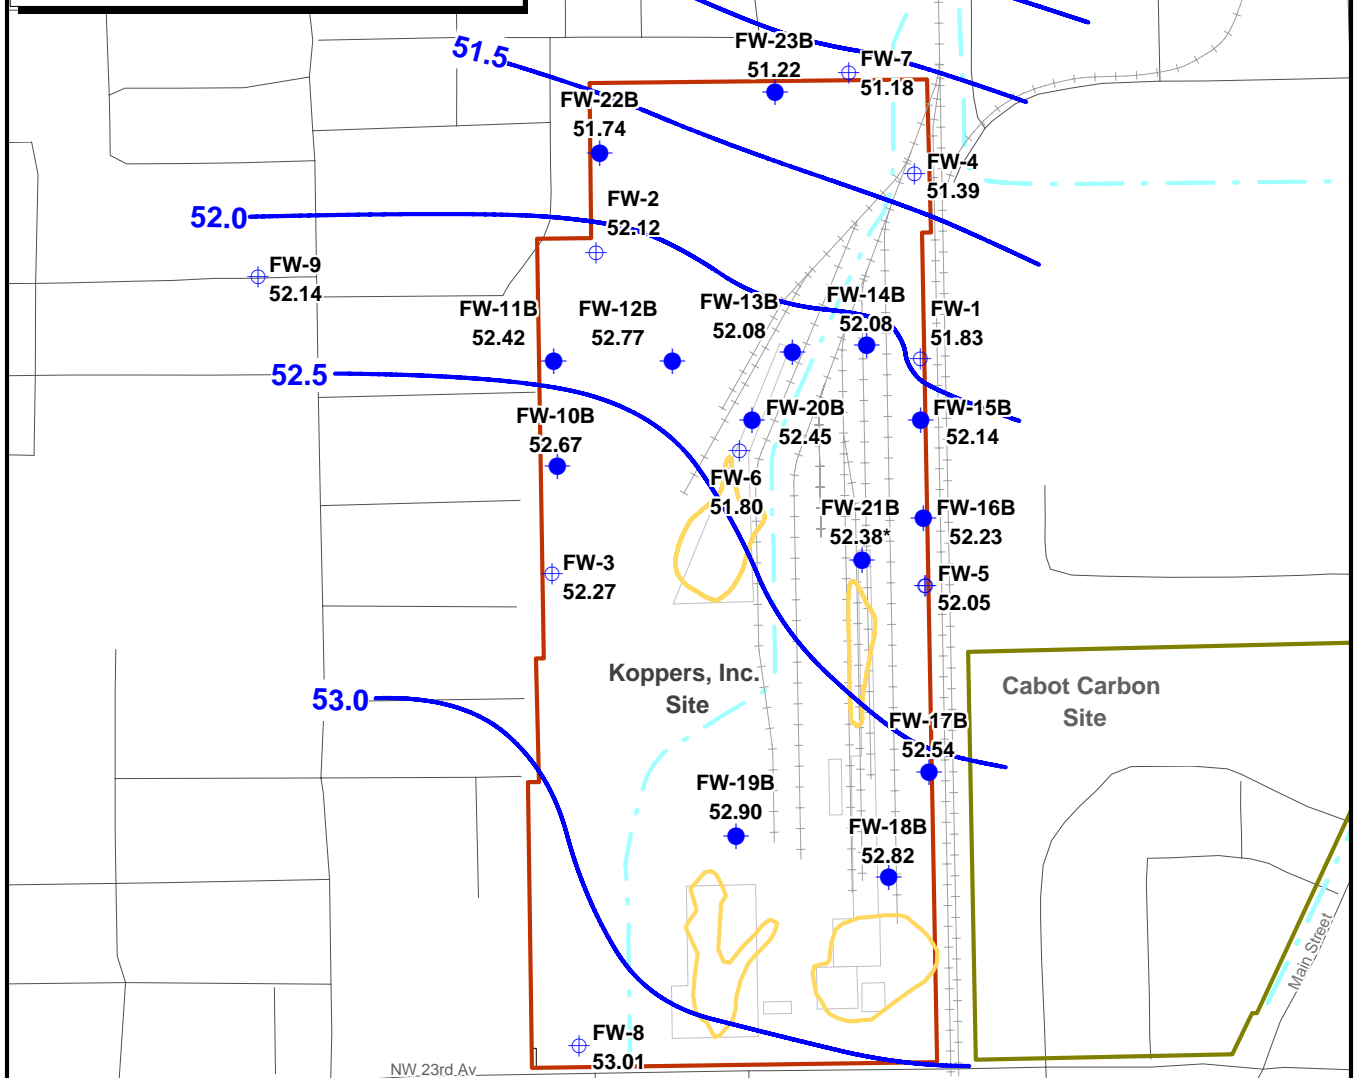 FW-23B
51.22
51.5
FW-7
51.18
FW-22B
51.74
FW-4
51.39
FW-2
52.12
52.0
FW-9
52.14
FW-11B
52.42
FW-12B
52.77
FW-13B
52.08
FW-14B
52.08
FW-1
51.83
52.5
FW-10B
52.67
FW-20B
52.45
FW-15B
52.14
FW-6
51.80
FW-21B
52.38*
FW-16B
52.23
FW-3
52.27
FW-5
52.05
Koppers, Inc.
Site
Cabot Carbon
Site
53.0
FW-17B
52.54
FW-19B
52.90
FW-18B
52.82
Main Street
FW-8
53.01
NW 23rd Av